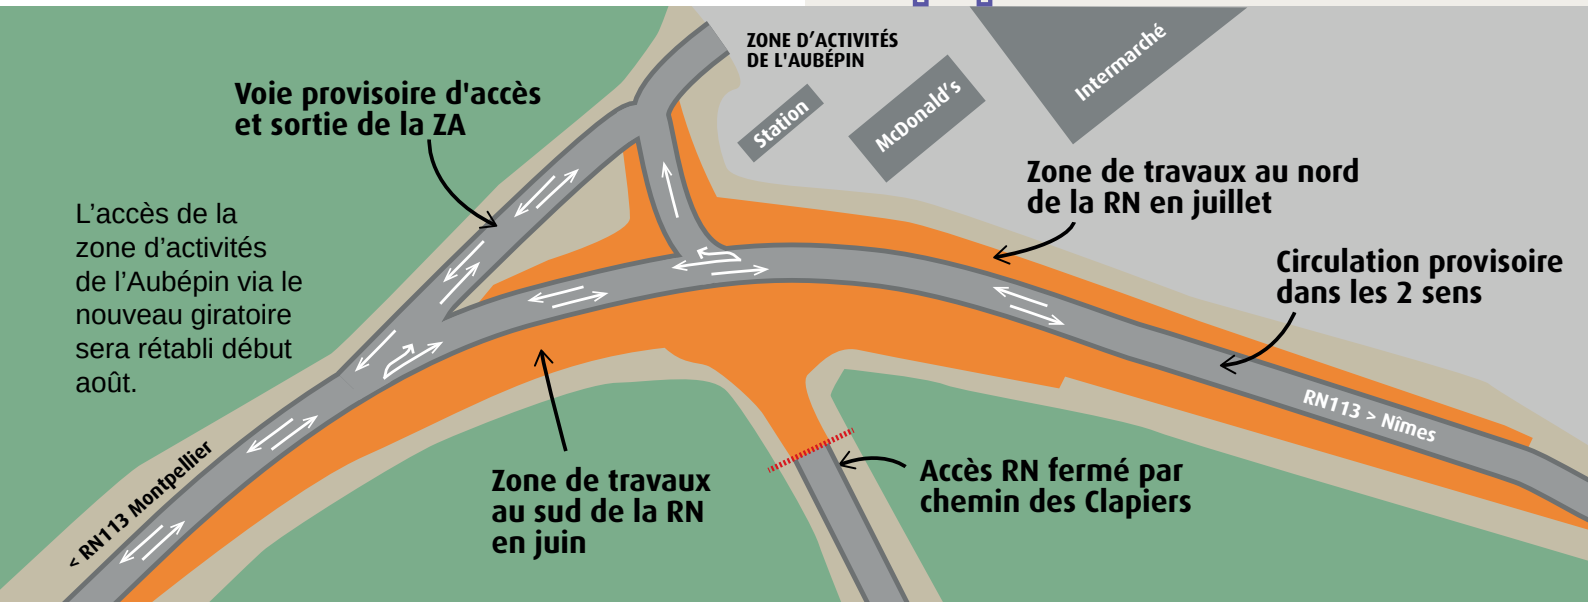 ZONE D'ACTIVITÉS
DE L'AUBÉPIN
Intermarché
McDonald's
Station
Voie provisoire d'accès
et sortie de la ZA
Zone de travaux au nord
de la RN en juillet
L’accès de la
zone d’activités
de l’Aubépin via le
nouveau giratoire
sera rétabli début
août.
Circulation provisoire
dans les 2 sens
RN113 > Nîmes
< RN113 Montpellier
Zone de travaux
au sud de la RN
en juin
Accès RN fermé par
chemin des Clapiers